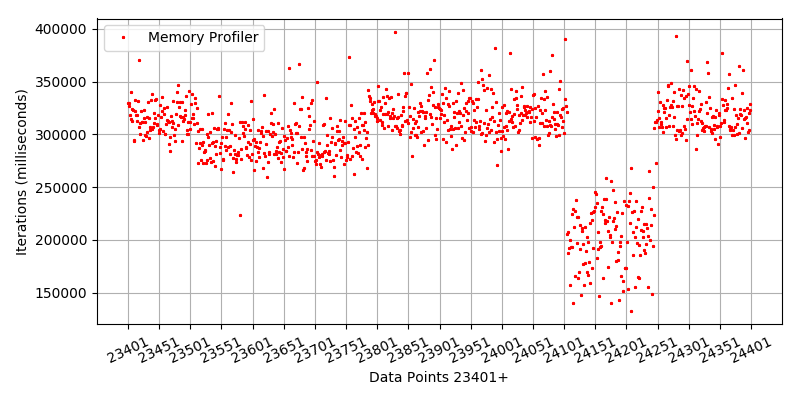 Memory Profiler
400000
350000
300000
250000
200000
150000
Iterations (milliseconds)
23401 23451 23501 23551 23601 23651 23701 23751 23801 23851 23901 23951 24001 24051 24101 24151 24201 24251 24301 24351 24401
Data Points 23401+